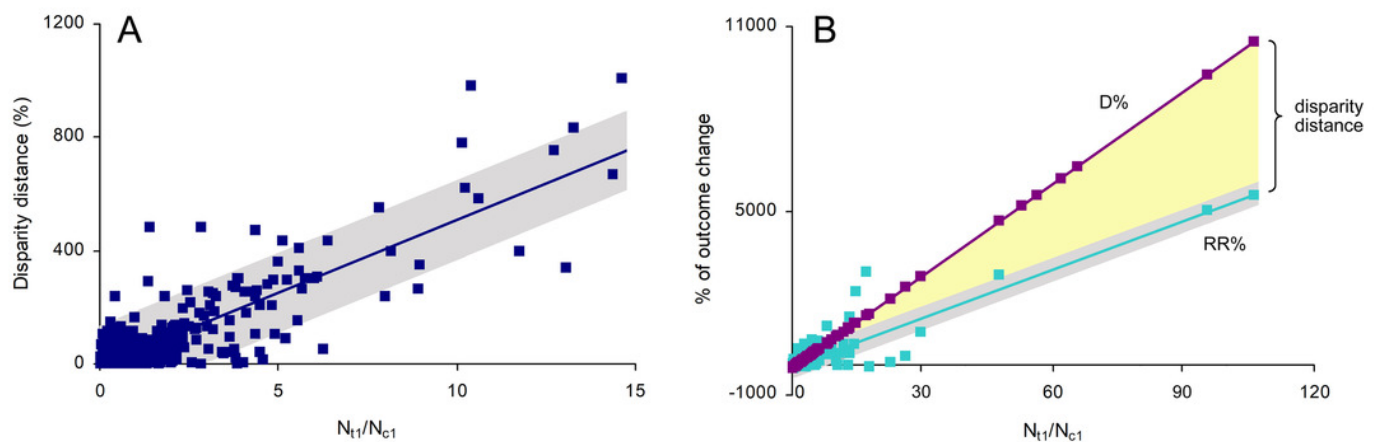 A
Disparity distance (%)
1200
800
400
0
0
5
10
15
Nt1/Nc1
B
% of outcome change
11000
5000
-1000
0
30
60
90
120
Nt1/Nc1
D%
RR%
disparity
distance